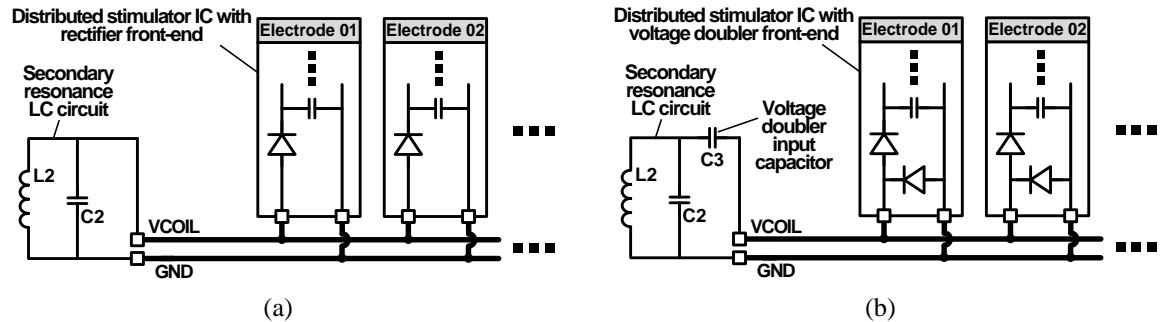 Distributed stimulator IC with
rectifier front-end
Electrode 01
Electrode 02
Secondary
resonance
LC circuit
L2
C2
VCOIL
GND
(a)
Distributed stimulator IC with
voltage doubler front-end
Electrode 01
Electrode 02
Secondary
resonance
LC circuit
Voltage
doubler
input
capacitor
C3
L2
C2
VCOIL
GND
(b)